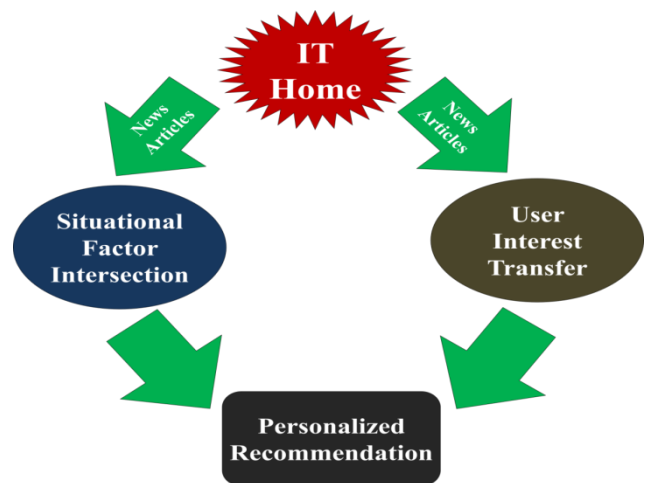 IT
Home
News
Articles
News
Articles
Situational
Factor
Intersection
User
Interest
Transfer
Personalized
Recommendation